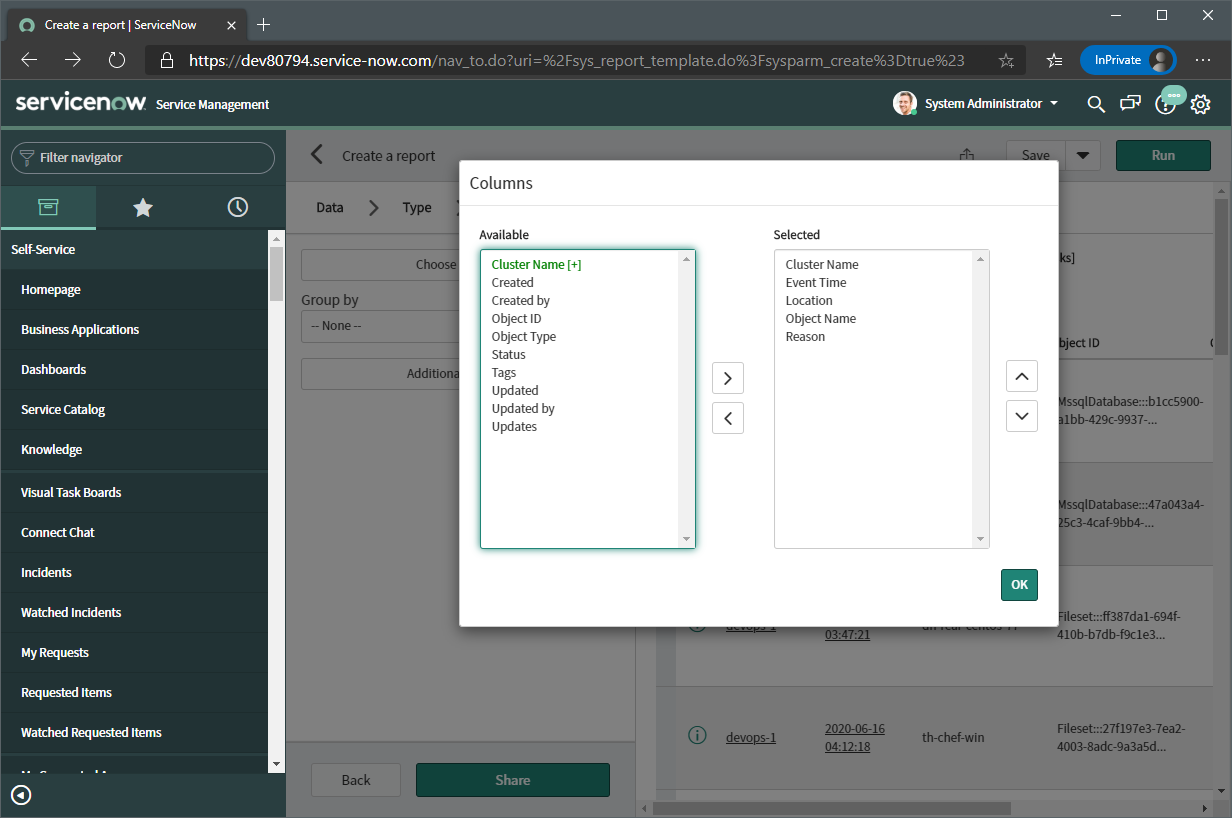 Create a report | ServiceNow
https://dev80794.service-now.com/nav_to.do?uri=%2Fsys_report_template.do%3Fsysparm_create%3Dtrue%23
InPrivate
servicenow Service Management
System Administrator
Filter navigator
Self-Service
Homepage
Business Applications
Dashboards
Service Catalog
Knowledge
Visual Task Boards
Connect Chat
Incidents
Watched Incidents
My Requests
Requested Items
Watched Requested Items
Create a report
Save
Run
Data
Type
Choose
Group by
-- None --
Additiona
Back
Share
Columns
Available
Cluster Name [+]
Created
Created by
Object ID
Object Type
Status
Tags
Updated
Updated by
Updates
Selected
Cluster Name
Event Time
Location
Object Name
Reason
OK
ks]
bject ID
MssqlDatabase:::b1cc5900-
a1bb-429c-9937-...
MssqlDatabase:::47a043a4-
25c3-4caf-9bb4-...
devops-1
03:47:21
Fileset:::ff387da1-694f-
410b-b7db-f9c1e3...
devops-1
2020-06-16
04:12:18
th-chef-win
Fileset:::27f197e3-7ea2-
4003-8adc-9a3a5d...